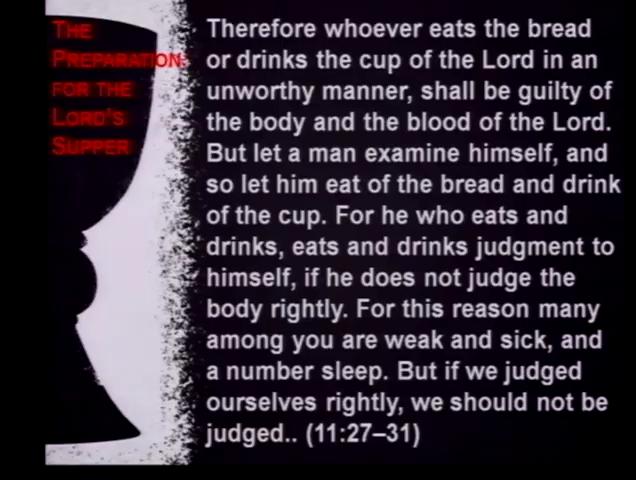 THE
PREPARATION:
FOR THE
LORD'S
SUPPER
Therefore whoever eats the bread
or drinks the cup of the Lord in an
unworthy manner, shall be guilty of
the body and the blood of the Lord.
But let a man examine himself, and
so let him eat of the bread and drink
of the cup. For he who eats and
drinks, eats and drinks judgment to
himself, if he does not judge the
body rightly. For this reason many
among you are weak and sick, and
a number sleep. But if we judged
ourselves rightly, we should not be
judged.. (11:27–31)